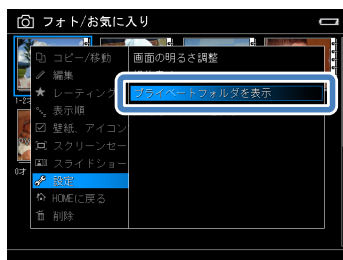 フォト/お気に入り
コピー/移動
画面の明るさ調整
編集
レーティング
プライベートフォルダを表示
表示順
壁紙、アイコン
スクリーンセー
スライドショー
設定
HOMEに戻る
削除